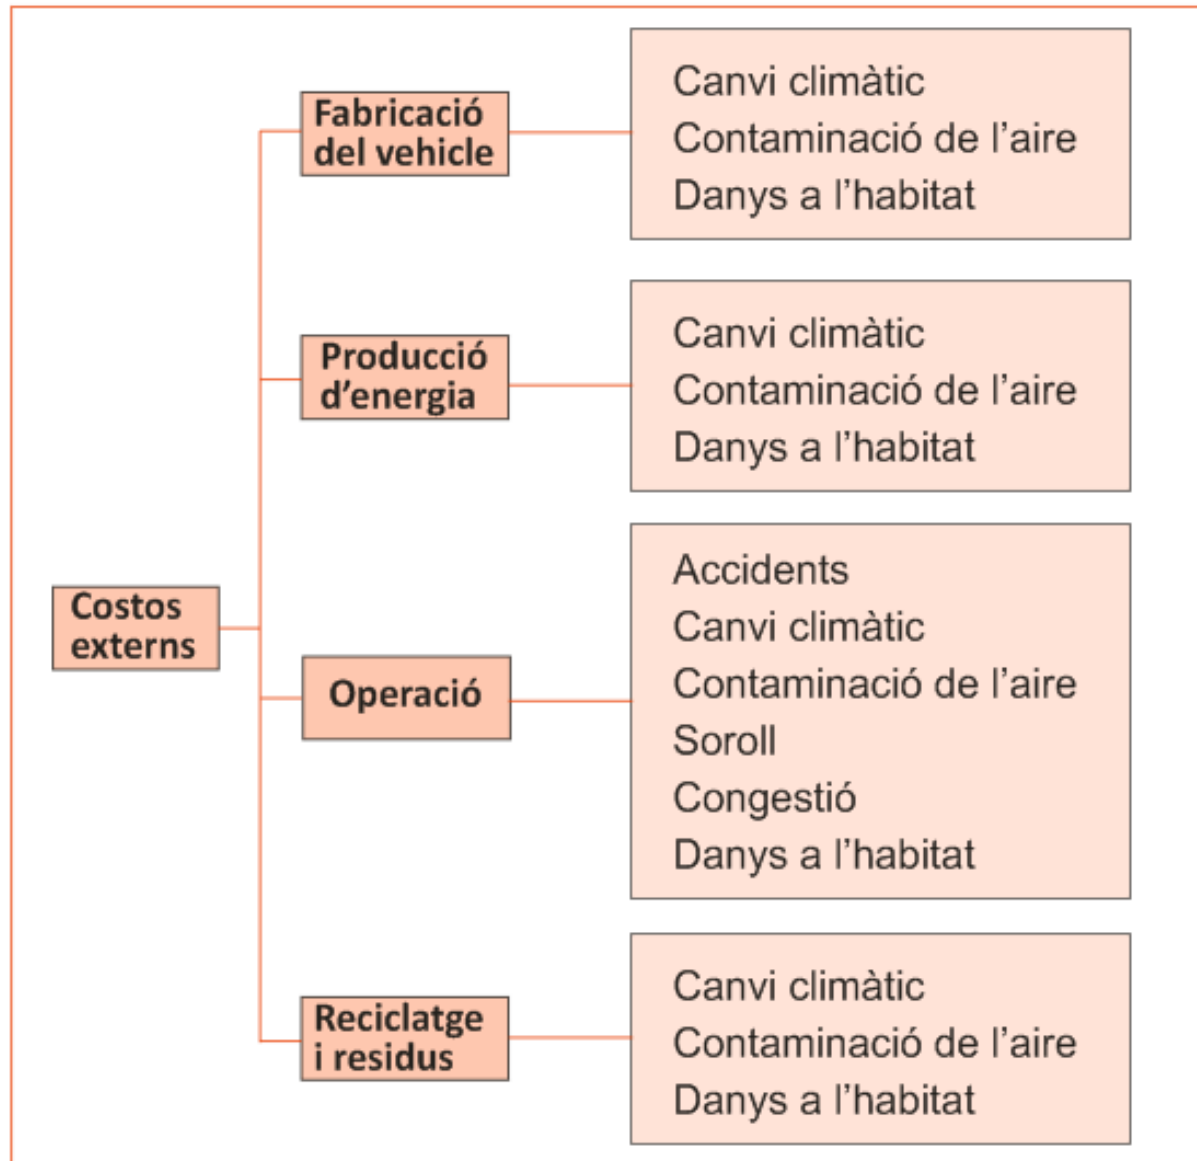 Costos
externs
Fabricació
del vehicle
Canvi climàtic
Contaminació de l’aire
Danys a l’habitat
Producció
d’energia
Canvi climàtic
Contaminació de l’aire
Danys a l’habitat
Operació
Accidents
Canvi climàtic
Contaminació de l’aire
Soroll
Congestió
Danys a l’habitat
Reciclatge
i residus
Canvi climàtic
Contaminació de l’aire
Danys a l’habitat